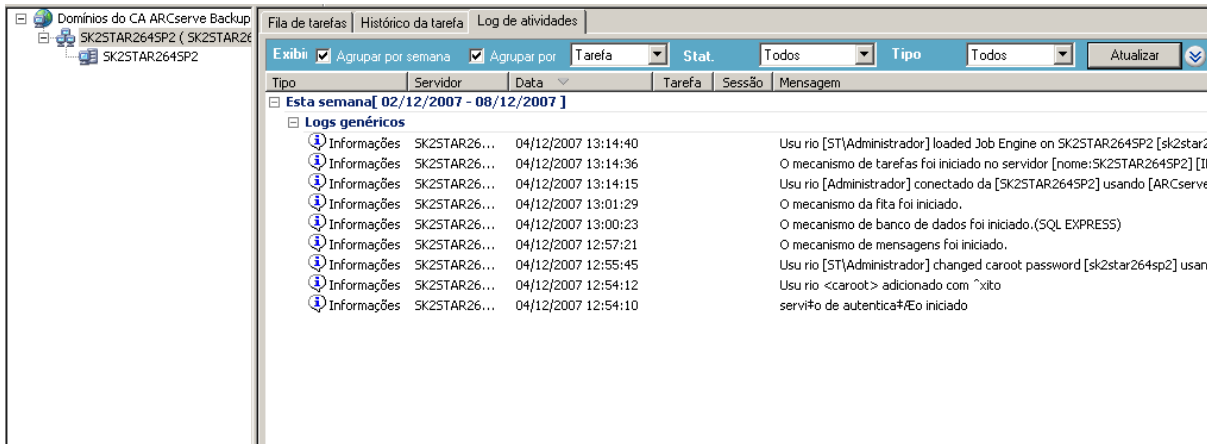 Domínios do CA ARCserve Backup
SK2STAR264SP2 ( SK2STAR26
SK2STAR264SP2
Fila de tarefas Histórico da tarefa Log de atividades
Exibi Agrupar por semana Agrupar por Tarefa Stat. Todos Tipo Todos Atualizar
Tipo Servidor Data Tarefa Sessão Mensagem
Esta semana[ 02/12/2007 - 08/12/2007 ]
Logs genéricos
Informações SK2STAR26... 04/12/2007 13:14:40 Usu rio [ST\Administrador] loaded Job Engine on SK2STAR264SP2 [sk2star2
Informações SK2STAR26... 04/12/2007 13:14:36 O mecanismo de tarefas foi iniciado no servidor [nome:SK2STAR264SP2] [I
Informações SK2STAR26... 04/12/2007 13:14:15 Usu rio [Administrador] conectado da [SK2STAR264SP2] usando [ARCserve
Informações SK2STAR26... 04/12/2007 13:01:29 O mecanismo da fita foi iniciado.
Informações SK2STAR26... 04/12/2007 13:00:23 O mecanismo de banco de dados foi iniciado.(SQL EXPRESS)
Informações SK2STAR26... 04/12/2007 12:57:21 O mecanismo de mensagens foi iniciado.
Informações SK2STAR26... 04/12/2007 12:55:45 Usu rio [ST\Administrador] changed caroot password [sk2star264sp2] usan
Informações SK2STAR26... 04/12/2007 12:54:12 Usu rio <caroot> adicionado com ˆxito
Informações SK2STAR26... 04/12/2007 12:54:10 servi‡o de autentica‡Æo iniciado